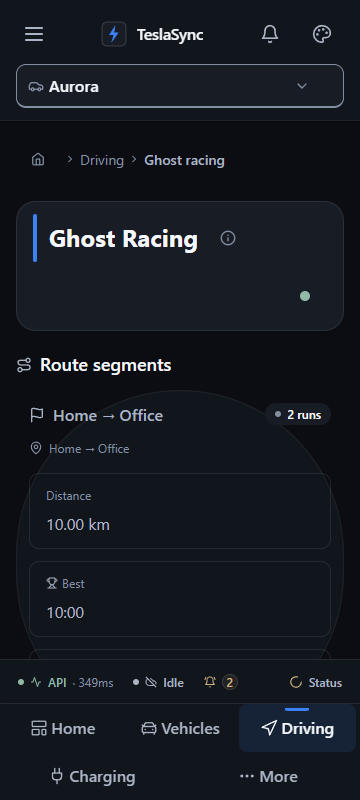 TeslaSync
Aurora
Driving
Ghost racing
Ghost Racing
Route segments
Home → Office
2 runs
Home → Office
Distance
10.00 km
Best
10:00
API · 349ms
Idle
2
Status
Home
Vehicles
Driving
Charging
More